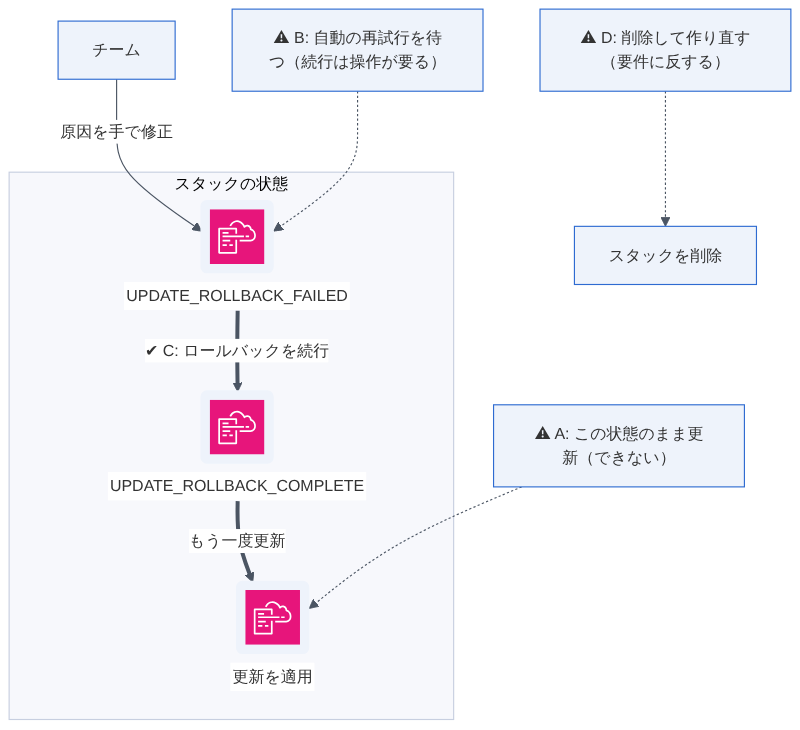 チーム
⚠ B: 自動の再試行を待
つ（続行は操作が要る）
⚠ D: 削除して作り直す
（要件に反する）
原因を手で修正
スタックの状態
スタックを削除
UPDATE_ROLLBACK_FAILED
✔ C: ロールバックを続行
⚠ A: この状態のまま更
新（できない）
UPDATE_ROLLBACK_COMPLETE
もう一度更新
更新を適用